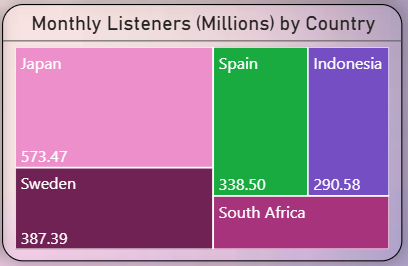 Monthly Listeners (Millions) by Country
Japan
573.47
Sweden
387.39
Spain
338.50
Indonesia
290.58
South Africa